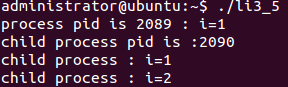 administrator@ubuntu:~$ ./li3_5
process pid is 2089 : i=1
child process pid is :2090
child process : i=1
child process : i=2